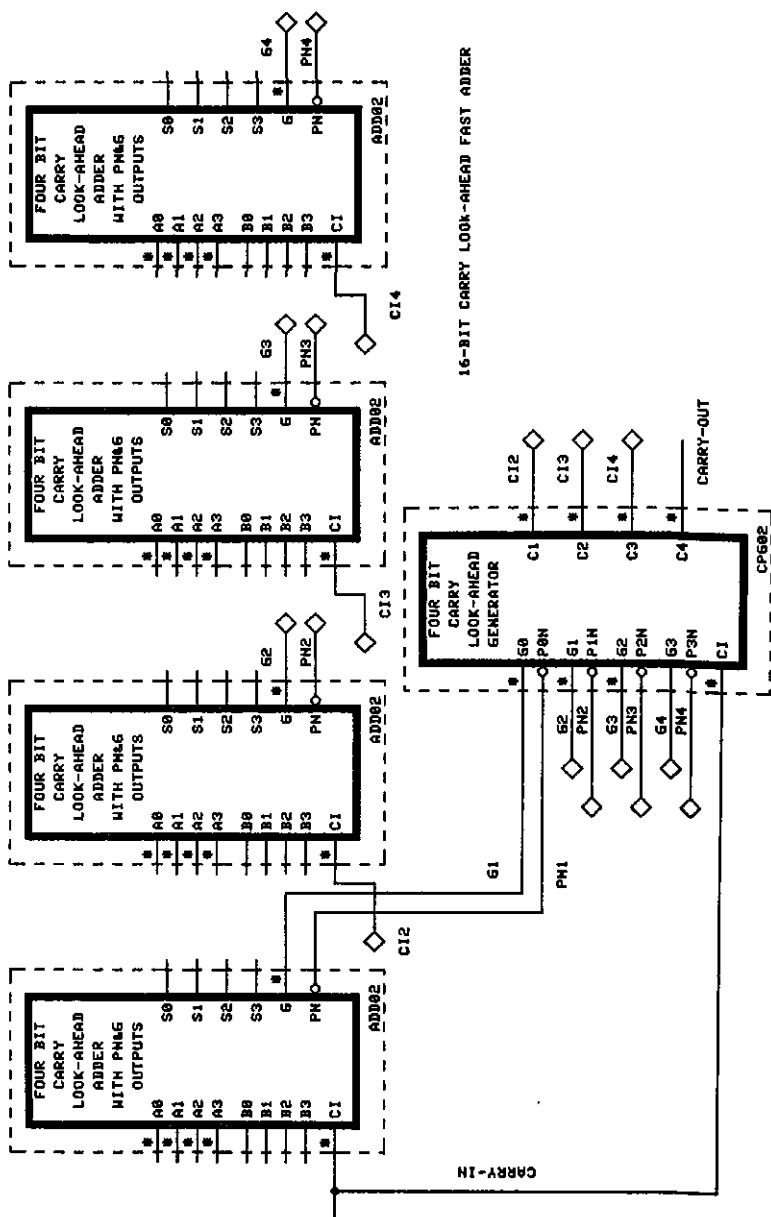 FOUR BIT
CARRY
LOOK-AHEAD
ADDER
WITH PN&G
OUTPUTS
A0
A1
A2
A3
B0
B1
B2
B3
CI
S0
S1
S2
S3
G
PN
ADD02
*
*
*
*
*
*
FOUR BIT
CARRY
LOOK-AHEAD
ADDER
WITH PN&G
OUTPUTS
A0
A1
A2
A3
B0
B1
B2
B3
CI
S0
S1
S2
S3
G
PN
ADD02
*
*
*
*
*
*
G2
PN2
CI2
FOUR BIT
CARRY
LOOK-AHEAD
ADDER
WITH PN&G
OUTPUTS
A0
A1
A2
A3
B0
B1
B2
B3
CI
S0
S1
S2
S3
G
PN
ADD02
*
*
*
*
*
*
G3
PN3
CI3
FOUR BIT
CARRY
LOOK-AHEAD
ADDER
WITH PN&G
OUTPUTS
A0
A1
A2
A3
B0
B1
B2
B3
CI
S0
S1
S2
S3
G
PN
ADD02
*
*
*
*
*
*
G4
PN4
CI4
CARRY-IN
G1
PN1
FOUR BIT
CARRY
LOOK-AHEAD
GENERATOR
G0
P0N
G1
P1N
G2
P2N
G3
P3N
CI
C1
C2
C3
C4
CPG02
*
*
*
*
*
*
*
*
*
G2
PN2
G3
PN3
G4
PN4
CI2
CI3
CI4
CARRY-OUT
16-BIT CARRY LOOK-AHEAD FAST ADDER